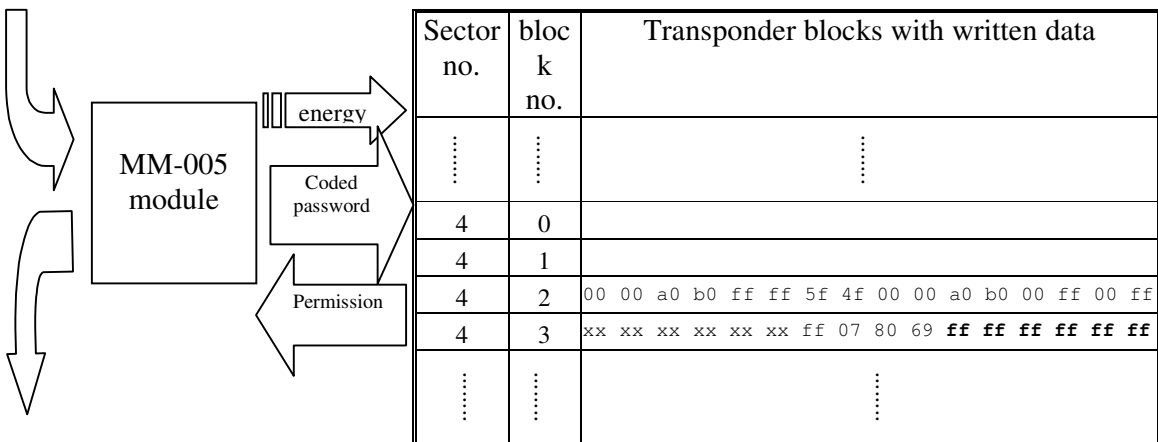 MM-005
module
energy
Coded
password
Permission
Sector no. bloc k no. Transponder blocks with written data
4 0
4 1
4 2 00 00 a0 b0 ff ff 5f 4f 00 00 a0 b0 00 ff 00 ff
4 3 xx xx xx xx xx xx ff 07 80 69 ff ff ff ff ff ff